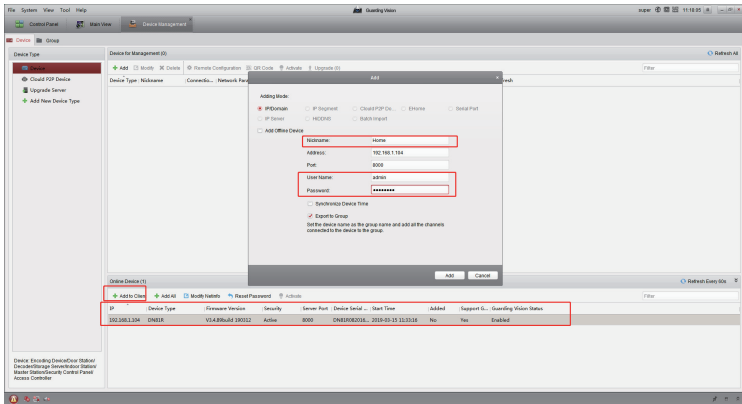 File System View Tool Help
Guarding Vision
super
11:18:05
Control Panel
Main View
Device Management
Device
Group
Device Type
Device
Clould P2P Device
Upgrade Server
Add New Device Type
Device: Encoding Device/Door Station/
Decoder/Storage Server/Indoor Station/
Master Station/Security Control Panel/
Access Controller
Device for Management (0)
Refresh All
Add
Modify
Delete
Remote Configuration
QR Code
Activate
Upgrade (0)
Filter
Device Type
Nickname
Connectio...
Network Para
resh
Add
Adding Mode:
IP/Domain
IP Segment
Clould P2P De...
EHome
Serial Port
IP Server
HiDDNS
Batch Import
Add Offline Device
Nickname: Home
Address: 192.168.1.104
Port: 8000
User Name: admin
Password: ••••••••
Synchronize Device Time
Export to Group
Set the device name as the group name and add all the channels
connected to the device to the group.
Add
Cancel
Online Device (1)
Refresh Every 60s
Add to Client
Add All
Modify Netinfo
Reset Password
Activate
Filter
IP
Device Type
Firmware Version
Security
Server Port
Device Serial ...
Start Time
Added
Support G...
Guarding Vision Status
192.168.1.104
DN81R
V3.4.89build 190312
Active
8000
DN81R082016...
2019-03-15 11:33:16
No
Yes
Enabled